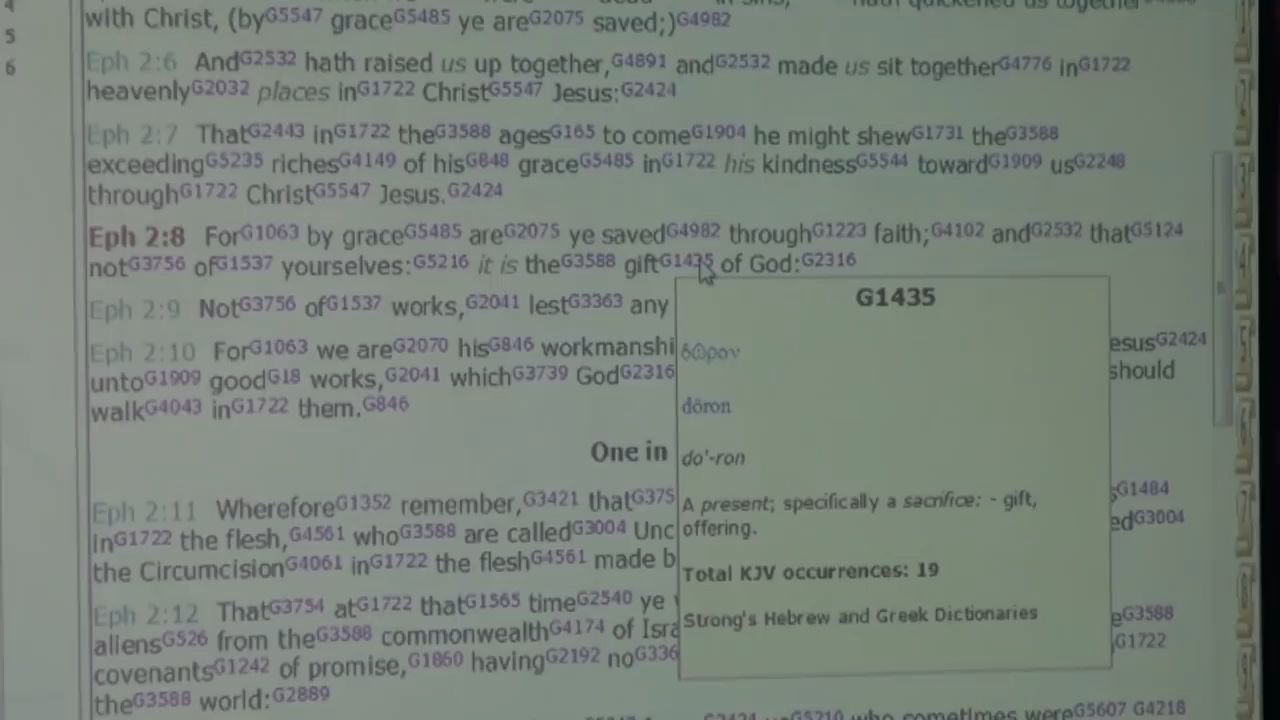 4
with Christ, (byG5547 graceG5485 ye areG2075 saved;)G4982
5
6
Eph 2:6 AndG2532 hath raised us up together,G4891 andG2532 made us sit togetherG4776 inG1722
heavenlyG2032 places inG1722 ChristG5547 Jesus:G2424
Eph 2:7 ThatG2443 inG1722 theG3588 agesG165 to comeG1904 he might shewG1731 theG3588
exceedingG5235 richesG4149 of hisG848 graceG5485 inG1722 his kindnessG5544 towardG1909 usG2248
throughG1722 ChristG5547 Jesus.G2424
Eph 2:8 ForG1063 by graceG5485 areG2075 ye savedG4982 throughG1223 faith;G4102 andG2532 thatG5124
notG3756 ofG1537 yourselves:G5216 it is theG3588 giftG1435 of God:G2316
Eph 2:9 NotG3756 ofG1537 works,G2041 lestG3363 any
Eph 2:10 ForG1063 we areG2070 hisG846 workmanshi
esusG2424
untoG1909 goodG18 works,G2041 whichG3739 GodG2316
should
walkG4043 inG1722 them.G846
One in
Eph 2:11 WhereforeG1352 remember,G3421 thatG375
G1484
inG1722 the flesh,G4561 whoG3588 are calledG3004 Unc
edG3004
the CircumcisionG4061 inG1722 the fleshG4561 made b
Eph 2:12 ThatG3754 atG1722 thatG1565 timeG2540 ye
eG3588
aliensG526 from theG3588 commonwealthG4174 of Isra
G1722
covenantsG1242 of promise,G1860 havingG2192 noG336
theG3588 world:G2889
who sometimes wereG5607 G4218
G1435
δῶρον
dōron
do'-ron
A present; specifically a sacrifice: - gift,
offering.
Total KJV occurrences: 19
Strong's Hebrew and Greek Dictionaries